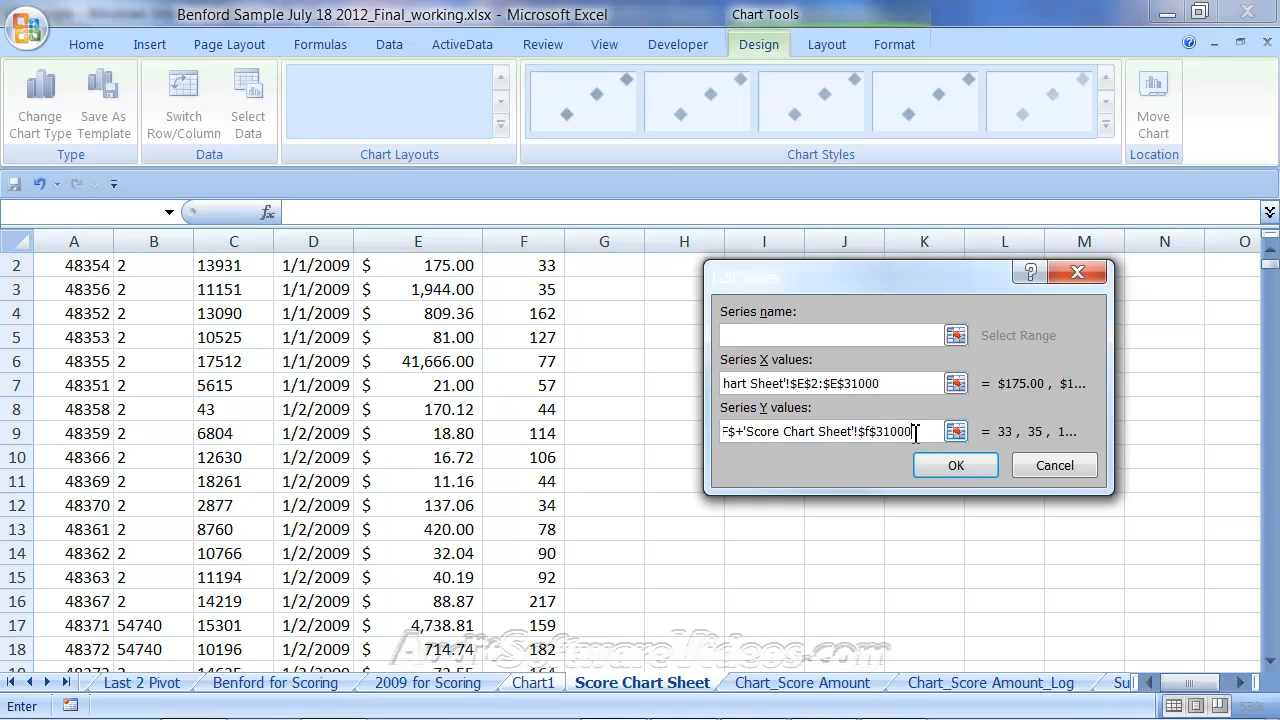 Benford Sample July 18 2012_Final_working.xlsx - Microsoft Excel
Chart Tools
Home Insert Page Layout Formulas Data ActiveData Review View Developer Design Layout Format
Change Chart Type
Save As Template
Switch Row/Column
Select Data
Move Chart
Type Data Chart Layouts Chart Styles Location
fx
A B C D E F G H I J K L M N O
2 48354 2 13931 1/1/2009 $ 175.00 33
3 48356 2 11151 1/1/2009 $ 1,944.00 35
4 48352 2 13090 1/1/2009 $ 809.36 162
5 48353 2 10525 1/1/2009 $ 81.00 127
6 48355 2 17512 1/1/2009 $ 41,666.00 77
7 48351 2 5615 1/1/2009 $ 21.00 57
8 48358 2 43 1/2/2009 $ 170.12 44
9 48359 2 6804 1/2/2009 $ 18.80 114
10 48360 2 12630 1/2/2009 $ 16.72 106
11 48369 2 18261 1/2/2009 $ 11.16 44
12 48370 2 2877 1/2/2009 $ 137.06 34
13 48361 2 8760 1/2/2009 $ 420.00 78
14 48362 2 10766 1/2/2009 $ 32.04 90
15 48363 2 11194 1/2/2009 $ 40.19 92
16 48367 2 14219 1/2/2009 $ 88.87 217
17 48371 54740 15301 1/2/2009 $ 4,738.81 159
18 48372 54740 10196 1/2/2009 $ 714.74 182
Series name:
Select Range
Series X values:
hart Sheet'!$E$2:$E$31000 = $175.00 , $1...
Series Y values:
F$+'Score Chart Sheet'!$f$31000 = 33 , 35 , 1...
OK Cancel
AuditSoftwareVideos.com
Last 2 Pivot Benford for Scoring 2009 for Scoring Chart1 Score Chart Sheet Chart_Score Amount Chart_Score Amount_Log Su
Enter 53%